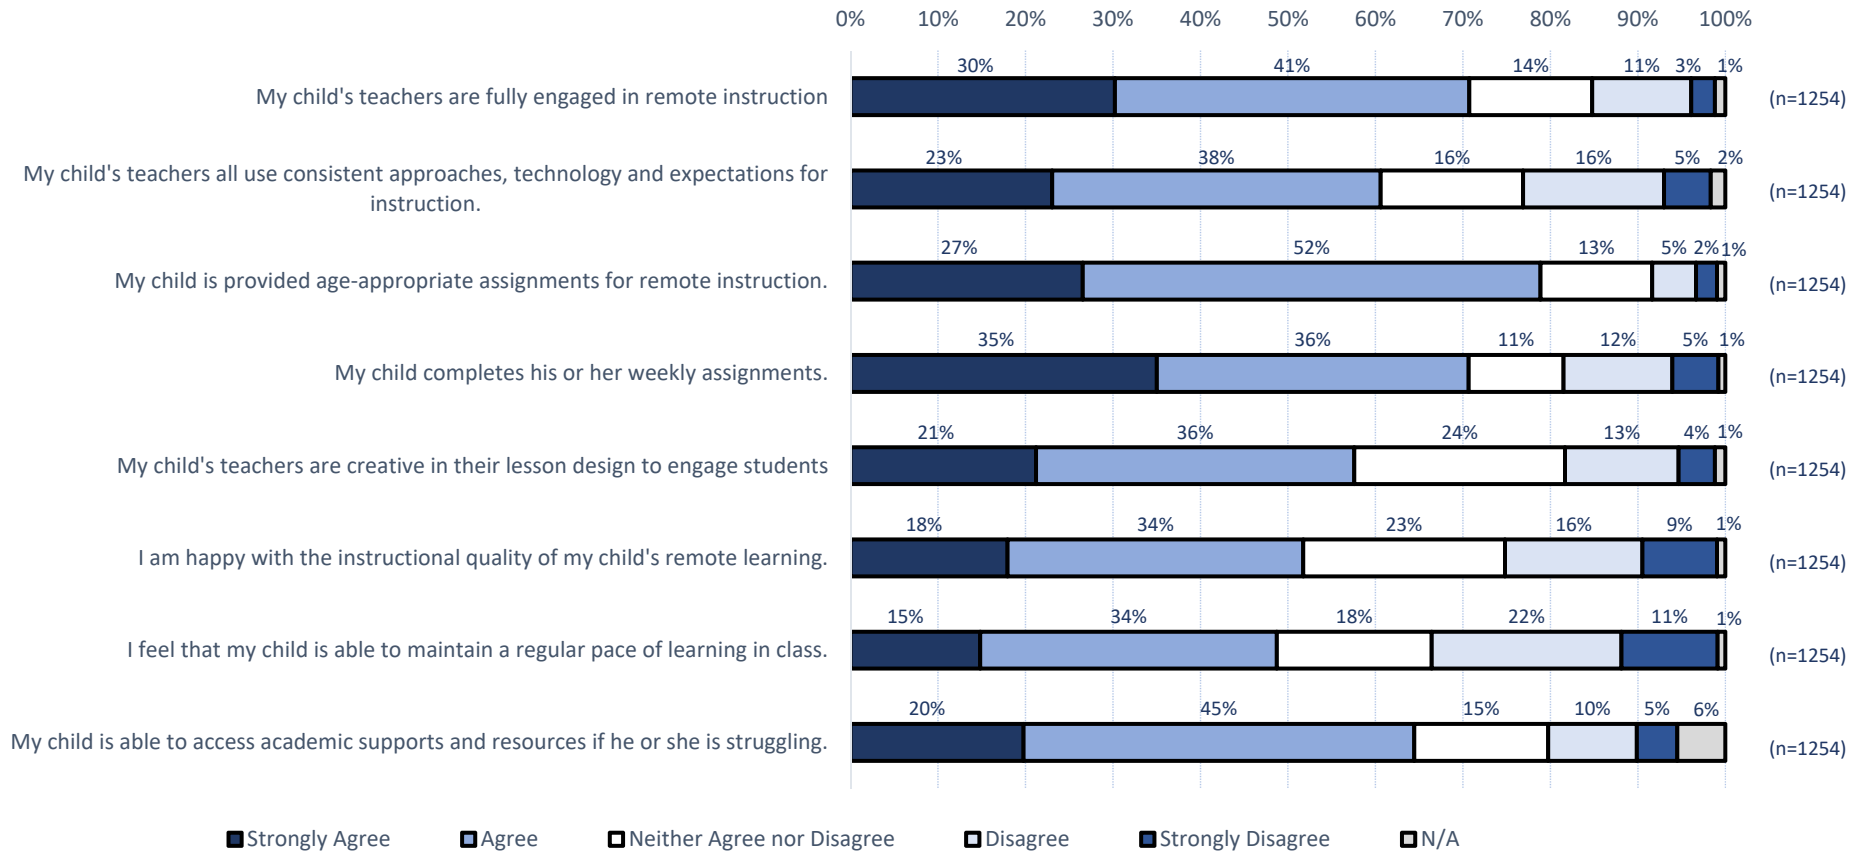 0% 10% 20% 30% 40% 50% 60% 70% 80% 90% 100%
30% 41% 14% 11% 3% 1%
My child's teachers are fully engaged in remote instruction (n=1254)
23% 38% 16% 16% 5% 2%
My child's teachers all use consistent approaches, technology and expectations for
instruction.
(n=1254)
27% 52% 13% 5% 2% 1%
My child is provided age-appropriate assignments for remote instruction. (n=1254)
35% 36% 11% 12% 5% 1%
My child completes his or her weekly assignments. (n=1254)
21% 36% 24% 13% 4% 1%
My child's teachers are creative in their lesson design to engage students (n=1254)
18% 34% 23% 16% 9% 1%
I am happy with the instructional quality of my child's remote learning. (n=1254)
15% 34% 18% 22% 11% 1%
I feel that my child is able to maintain a regular pace of learning in class. (n=1254)
20% 45% 15% 10% 5% 6%
My child is able to access academic supports and resources if he or she is struggling. (n=1254)
Strongly Agree Agree Neither Agree nor Disagree Disagree Strongly Disagree N/A